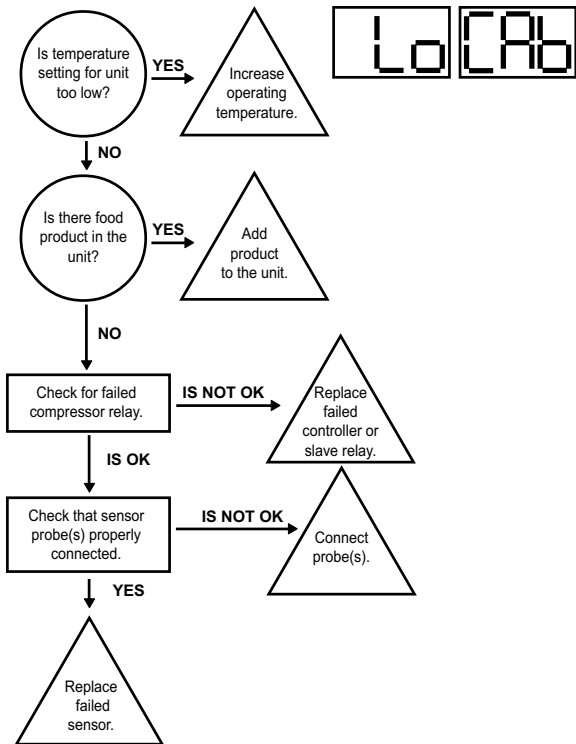 Is temperature
setting for unit
too low?
YES
Increase
operating
temperature.
Lo CAb
NO
Is there food
product in the
unit?
YES
Add
product
to the unit.
NO
Check for failed
compressor relay.
IS NOT OK
Replace
failed
controller or
slave relay.
IS OK
Check that sensor
probe(s) properly
connected.
IS NOT OK
Connect
probe(s).
YES
Replace
failed
sensor.